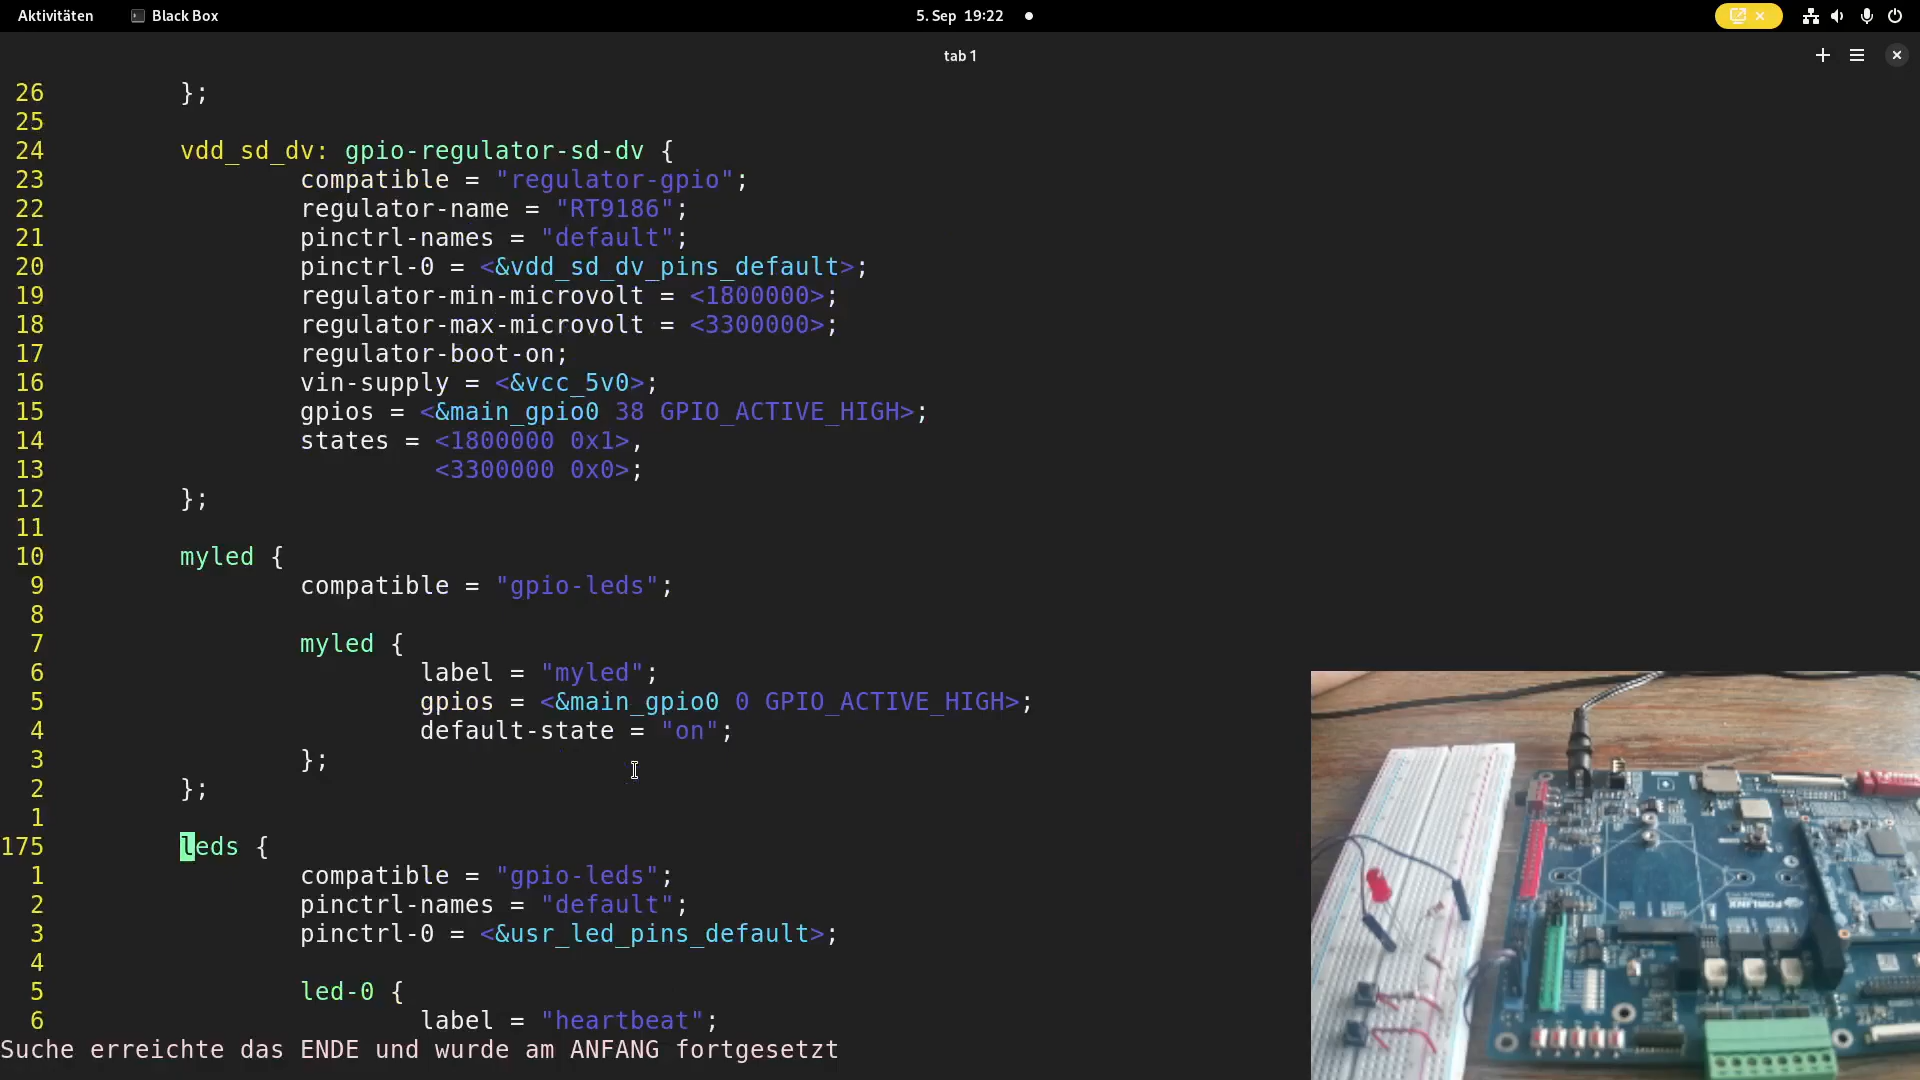 Aktivitäten Black Box 5. Sep 19:22
tab 1
26 };
25
24 vdd_sd_dv: gpio-regulator-sd-dv {
23 compatible = "regulator-gpio";
22 regulator-name = "RT9186";
21 pinctrl-names = "default";
20 pinctrl-0 = <&vdd_sd_dv_pins_default>;
19 regulator-min-microvolt = <1800000>;
18 regulator-max-microvolt = <3300000>;
17 regulator-boot-on;
16 vin-supply = <&vcc_5v0>;
15 gpios = <&main_gpio0 38 GPIO_ACTIVE_HIGH>;
14 states = <1800000 0x1>,
13 <3300000 0x0>;
12 };
11
10 myled {
9 compatible = "gpio-leds";
8
7 myled {
6 label = "myled";
5 gpios = <&main_gpio0 0 GPIO_ACTIVE_HIGH>;
4 default-state = "on";
3 };
2 };
1
175 leds {
1 compatible = "gpio-leds";
2 pinctrl-names = "default";
3 pinctrl-0 = <&usr_led_pins_default>;
4
5 led-0 {
6 label = "heartbeat";
Suche erreichte das ENDE und wurde am ANFANG fortgesetzt